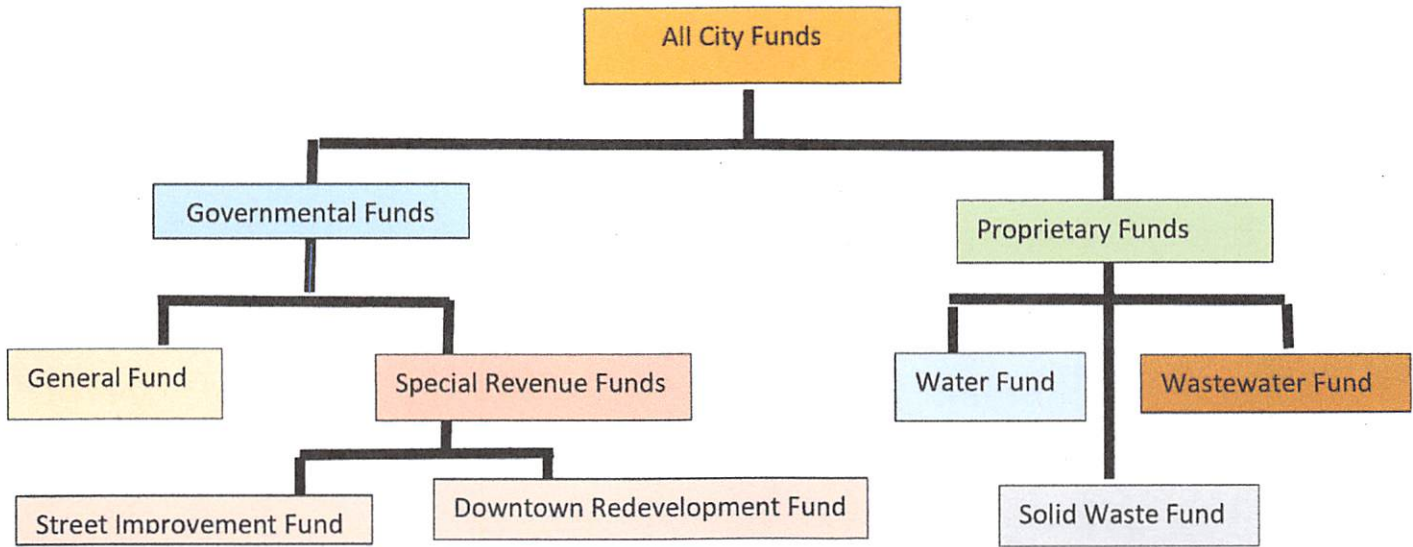 All City Funds
Governmental Funds
Proprietary Funds
General Fund
Special Revenue Funds
Water Fund
Wastewater Fund
Street Improvement Fund
Downtown Redevelopment Fund
Solid Waste Fund